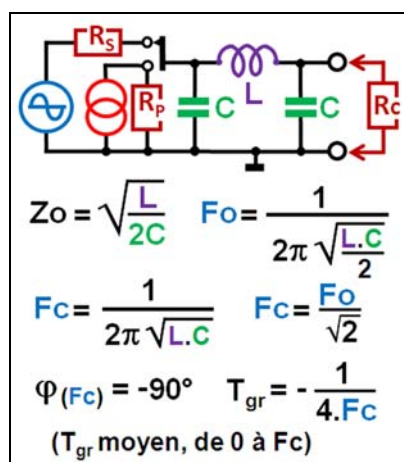 Rs
Rp
C
L
C
Rc
Zo = √(L/2C) Fo = 1/(2π √(L.C/2))
Fc = 1/(2π √(L.C)) Fc = Fo/√2
φ(Fc) = -90° Tgr = - 1/(4.Fc)
(Tgr moyen, de 0 à Fc)